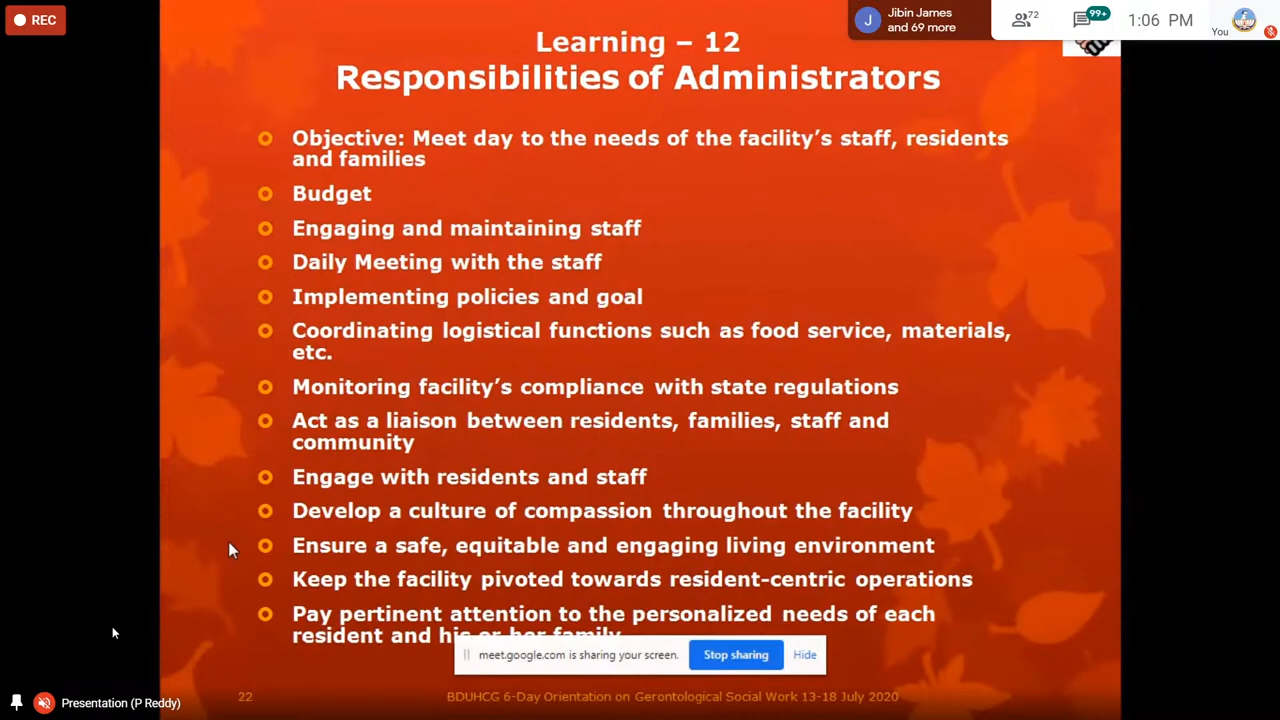 REC
J
Jibin James
and 69 more
72
99+
1:06 PM
You
Learning – 12
Responsibilities of Administrators
Objective: Meet day to the needs of the facility's staff, residents
and families
Budget
Engaging and maintaining staff
Daily Meeting with the staff
Implementing policies and goal
Coordinating logistical functions such as food service, materials,
etc.
Monitoring facility's compliance with state regulations
Act as a liaison between residents, families, staff and
community
Engage with residents and staff
Develop a culture of compassion throughout the facility
Ensure a safe, equitable and engaging living environment
Keep the facility pivoted towards resident-centric operations
Pay pertinent attention to the personalized needs of each
resident and his or her family
meet.google.com is sharing your screen.
Stop sharing
Hide
Presentation (P Reddy)
22
BDUHCG 6-Day Orientation on Gerontological Social Work 13-18 July 2020